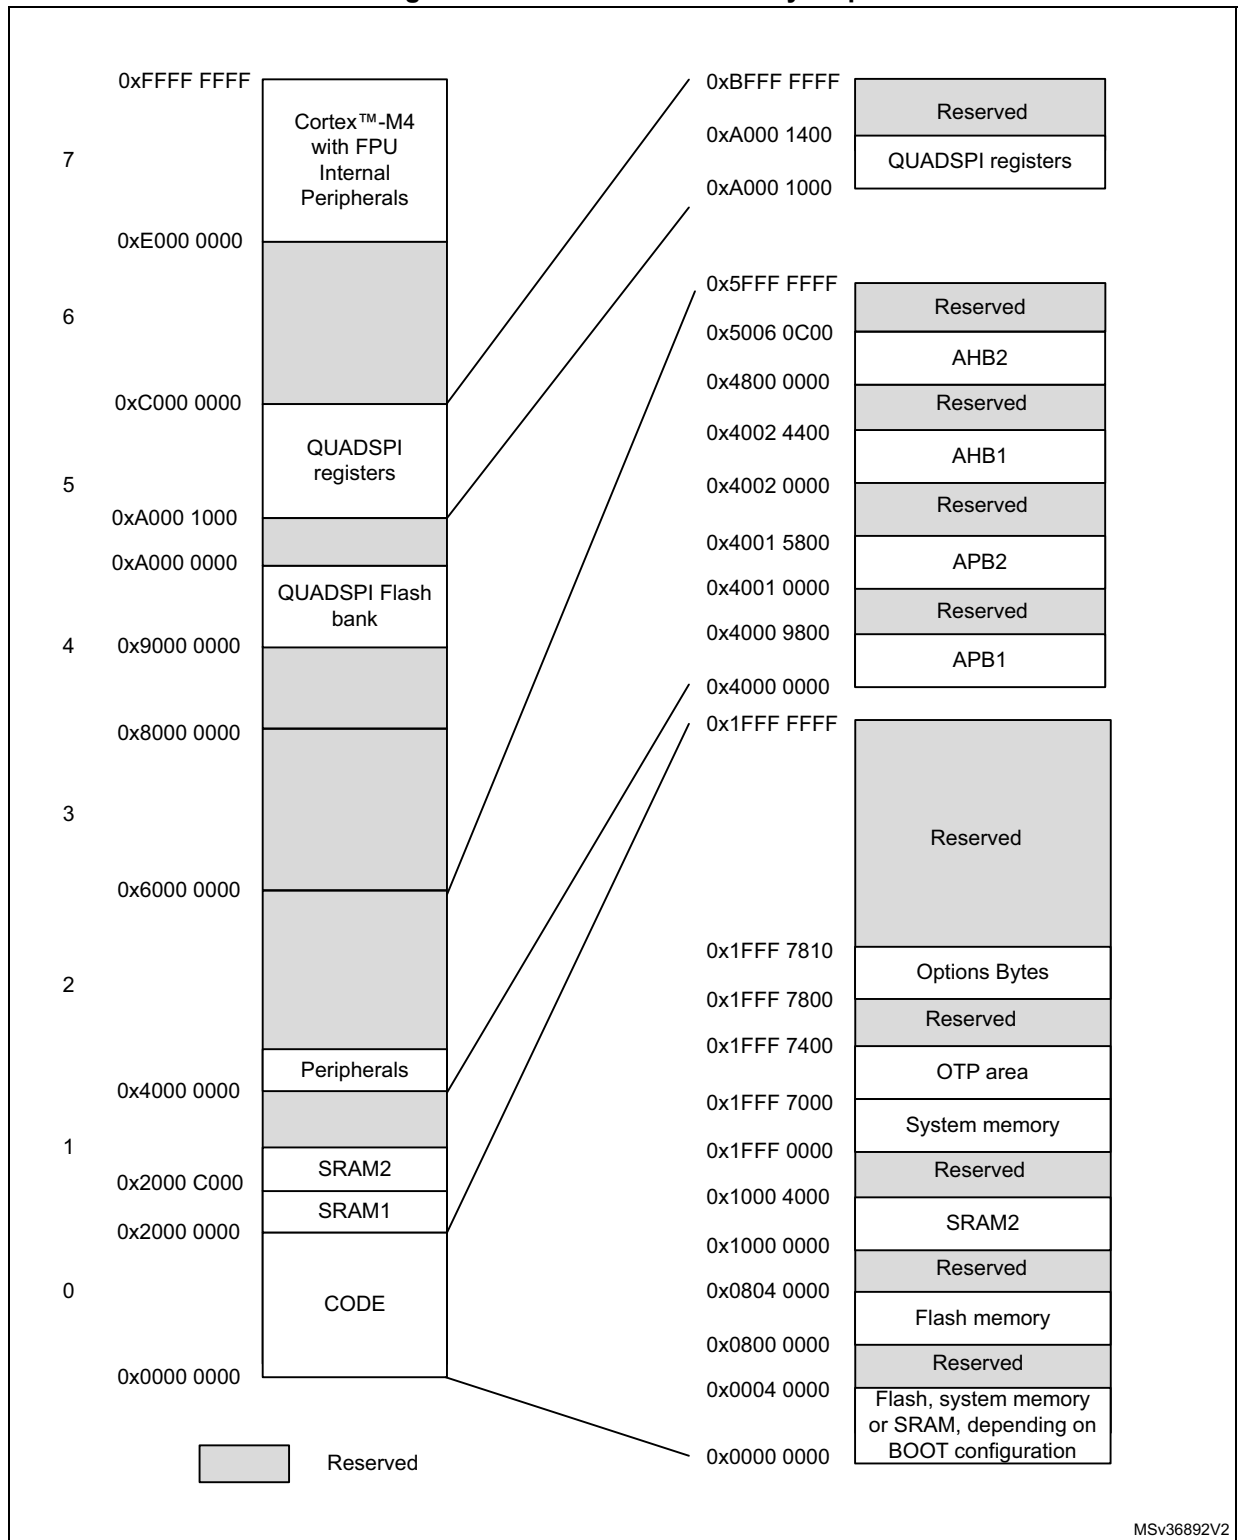 0xFFFF FFFF
Cortex™-M4
with FPU
Internal
Peripherals
7
0xE000 0000
6
0xC000 0000
QUADSPI
registers
5
0xA000 1000
0xA000 0000
QUADSPI Flash
bank
4
0x9000 0000
0x8000 0000
3
0x6000 0000
2
Peripherals
0x4000 0000
1
SRAM2
0x2000 C000
SRAM1
0x2000 0000
0
CODE
0x0000 0000
Reserved
0xBFFF FFFF
Reserved
0xA000 1400
QUADSPI registers
0xA000 1000
0x5FFF FFFF
Reserved
0x5006 0C00
AHB2
0x4800 0000
Reserved
0x4002 4400
AHB1
0x4002 0000
Reserved
0x4001 5800
APB2
0x4001 0000
Reserved
0x4000 9800
APB1
0x4000 0000
0x1FFF FFFF
Reserved
0x1FFF 7810
Options Bytes
0x1FFF 7800
Reserved
0x1FFF 7400
OTP area
0x1FFF 7000
System memory
0x1FFF 0000
Reserved
0x1000 4000
SRAM2
0x1000 0000
Reserved
0x0804 0000
Flash memory
0x0800 0000
Reserved
0x0004 0000
Flash, system memory
or SRAM, depending on
BOOT configuration
0x0000 0000
MSv36892V2